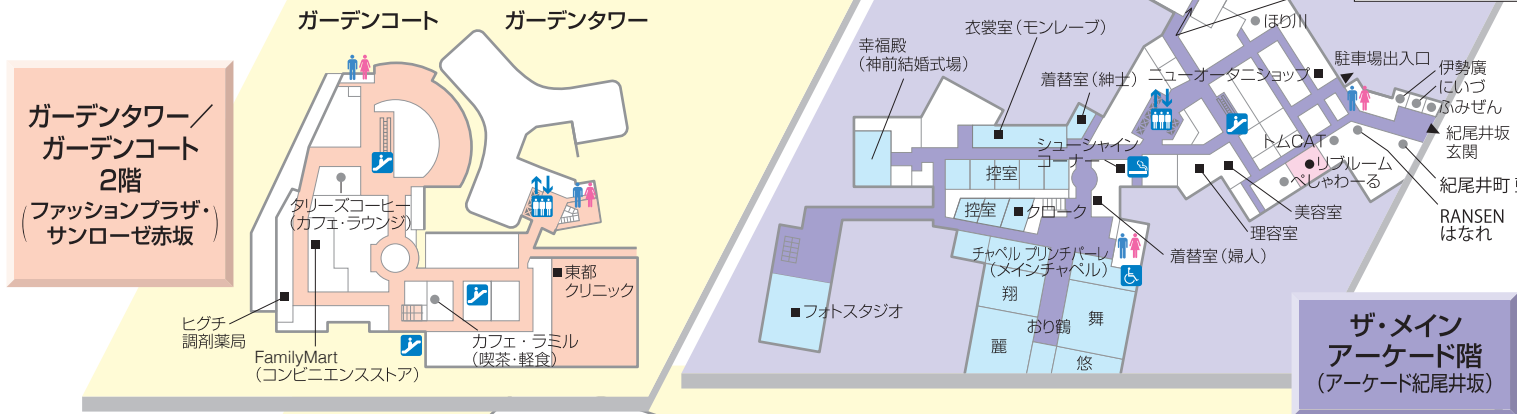 ガーデンコート
ガーデンタワー
ガーデンタワー/
ガーデンコート
2階
(ファッションプラザ・
サンローゼ赤坂)
タリーズコーヒー
(カフェ・ラウンジ)
東都
クリニック
ヒグチ
調剤薬局
FamilyMart
(コンビニエンスストア)
カフェ・ラミル
(喫茶・軽食)
幸福殿
(神前結婚式場)
衣裳室(モンレーブ)
着替室(紳士)
ほり川
ニューオータニショップ
駐車場出入口
伊勢廣
にいづ
ふみぜん
紀尾井坂
玄関
トムCAT
リブルーム
ぺしゃわーる
紀尾井町
RANSEN
はなれ
シューシャイン
コーナー
控室
控室
クローク
美容室
理容室
着替室(婦人)
チャペル プリンチパーレ
(メインチャペル)
フォトスタジオ
翔
おり鶴
舞
麗
悠
ザ・メイン
アーケード階
(アーケード紀尾井坂)